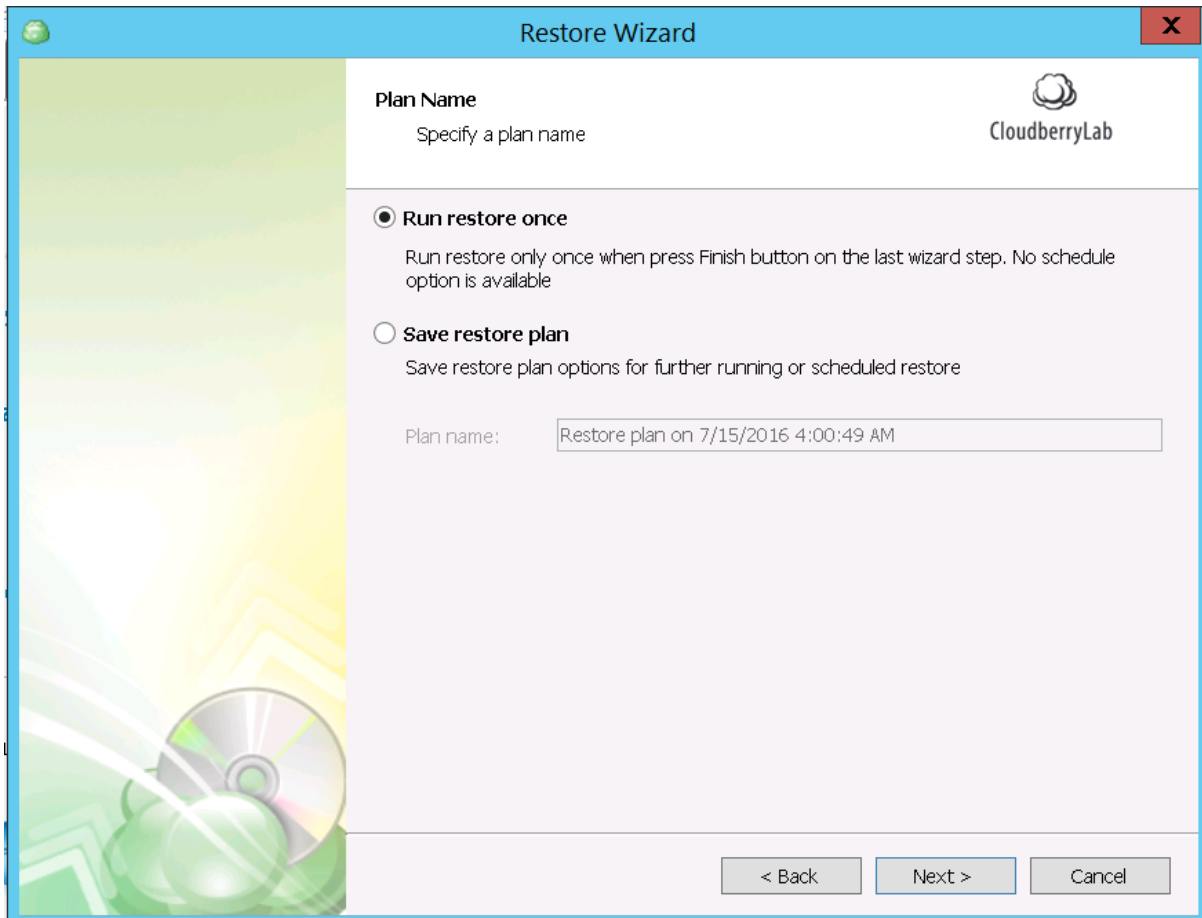 Restore Wizard
X
Plan Name
Specify a plan name
CloudberryLab
Run restore once
Run restore only once when press Finish button on the last wizard step. No schedule
option is available
Save restore plan
Save restore plan options for further running or scheduled restore
Plan name:
Restore plan on 7/15/2016 4:00:49 AM
< Back
Next >
Cancel